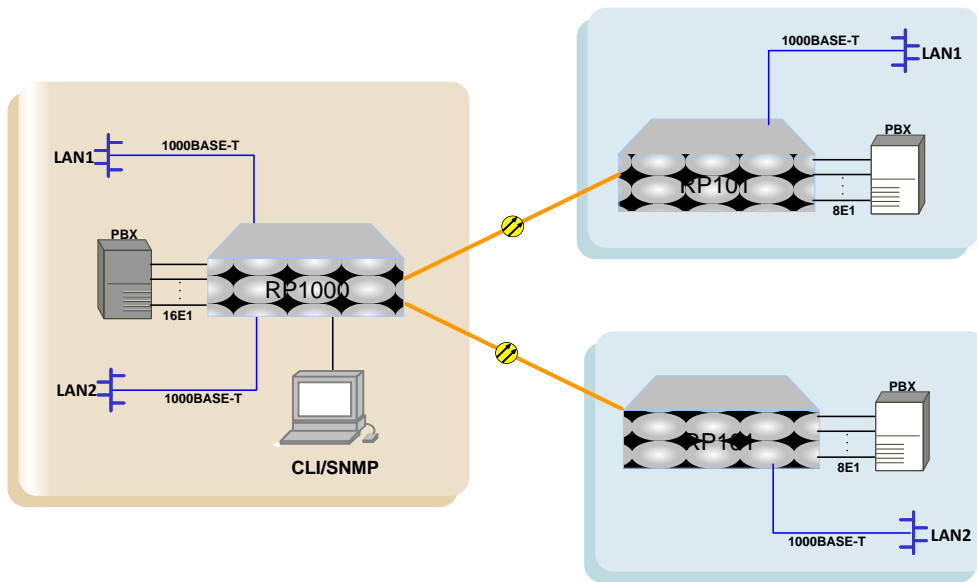 1000BASE-T
LAN1
PBX
RP101
8E1
1000BASE-T
LAN1
PBX
RP1000
16E1
LAN2
1000BASE-T
CLI/SNMP
PBX
RP101
8E1
1000BASE-T
LAN2